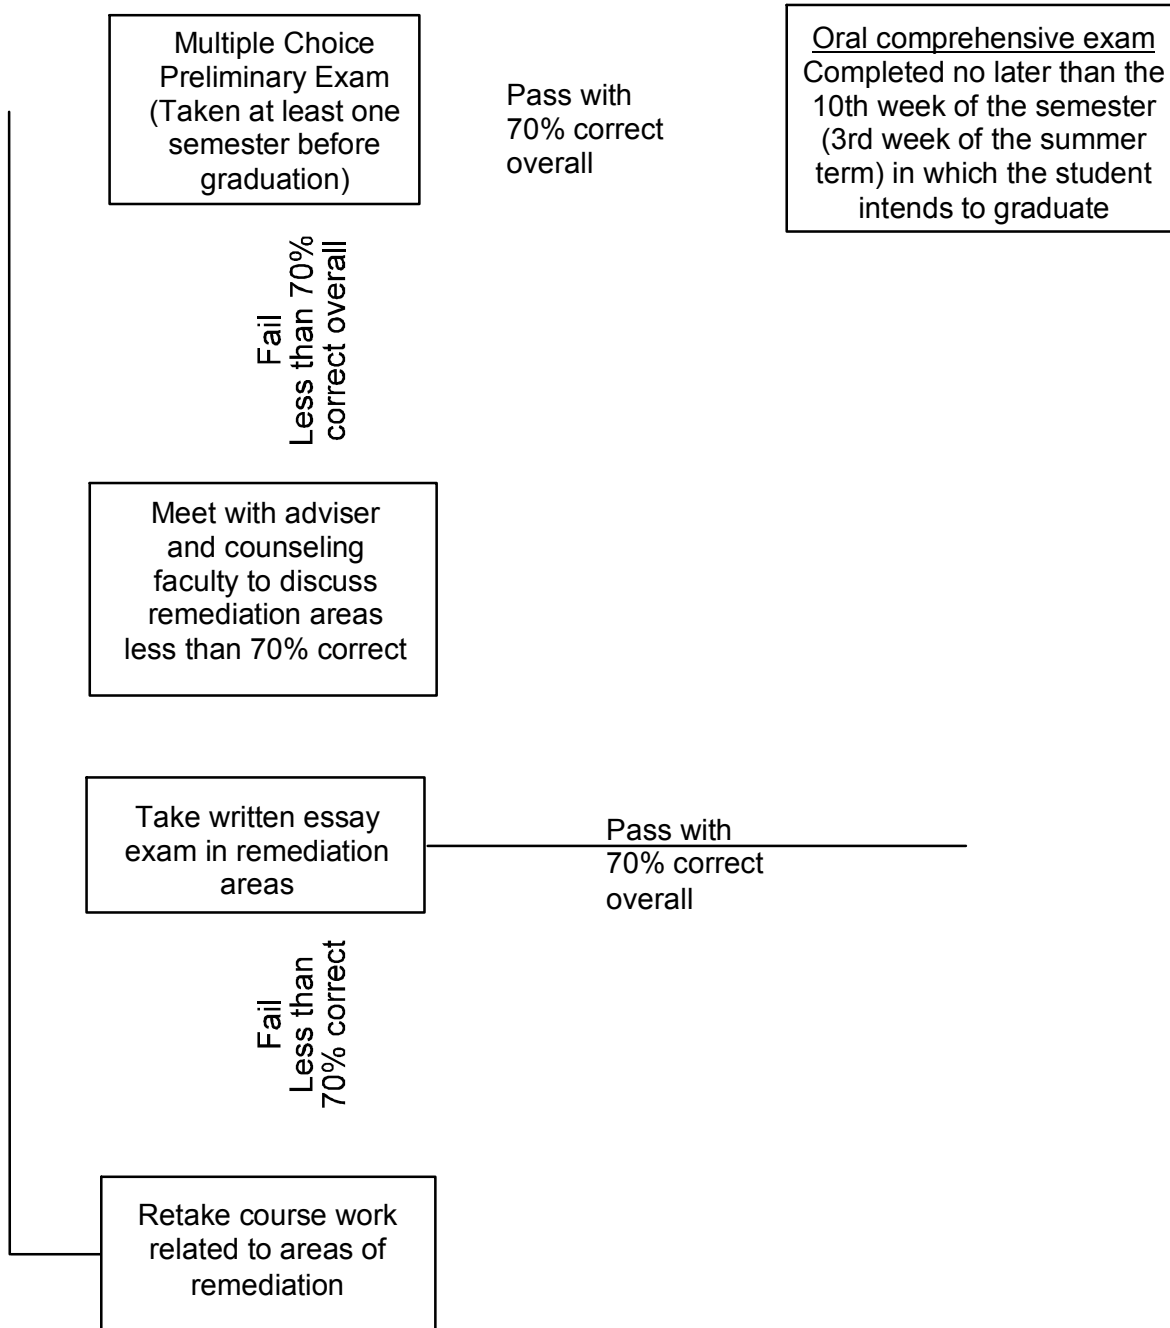 Multiple Choice
Preliminary Exam
(Taken at least one
semester before
graduation)
Pass with
70% correct
overall
Oral comprehensive exam
Completed no later than the
10th week of the semester
(3rd week of the summer
term) in which the student
intends to graduate
Fail
Less than 70%
correct overall
Meet with adviser
and counseling
faculty to discuss
remediation areas
less than 70% correct
Take written essay
exam in remediation
areas
Pass with
70% correct
overall
Fail
Less than
70% correct
Retake course work
related to areas of
remediation